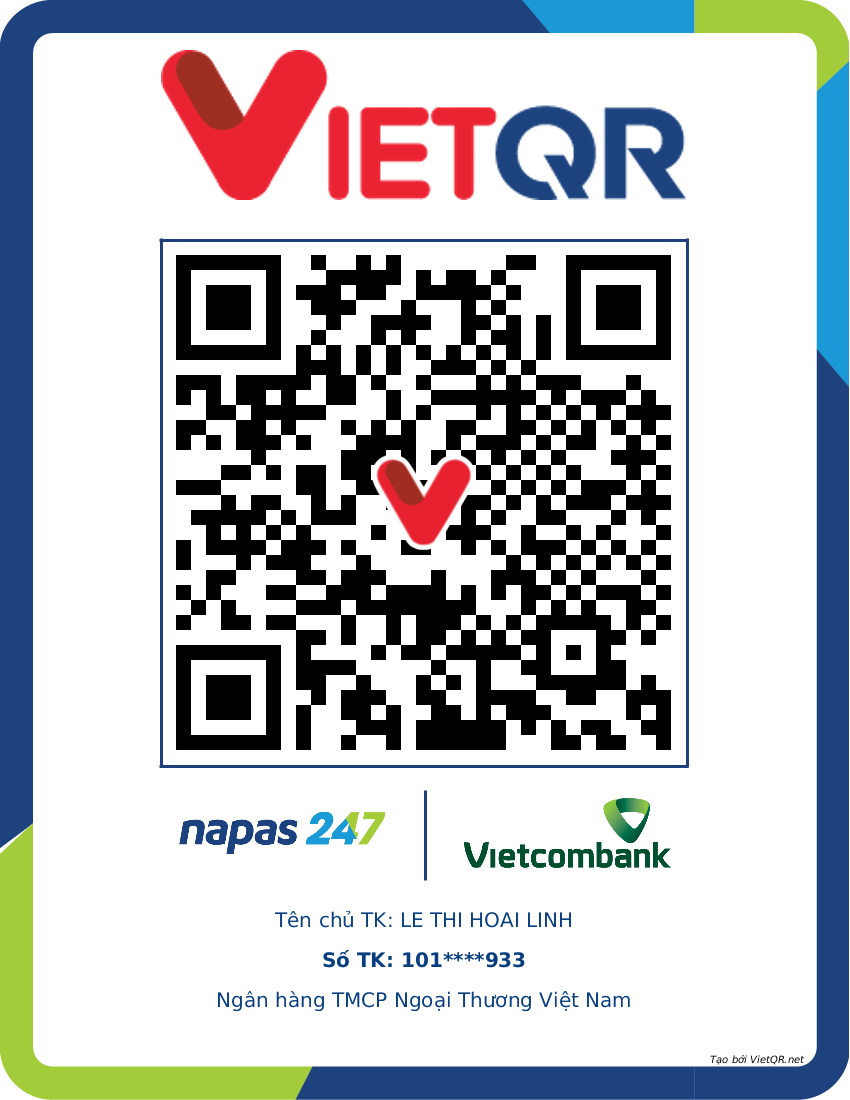 VIETQR
napas 247
Vietcombank
Tên chủ TK: LE THI HOAI LINH
Số TK: 101****933
Ngân hàng TMCP Ngoại Thương Việt Nam
Tạo bởi VietQR.net